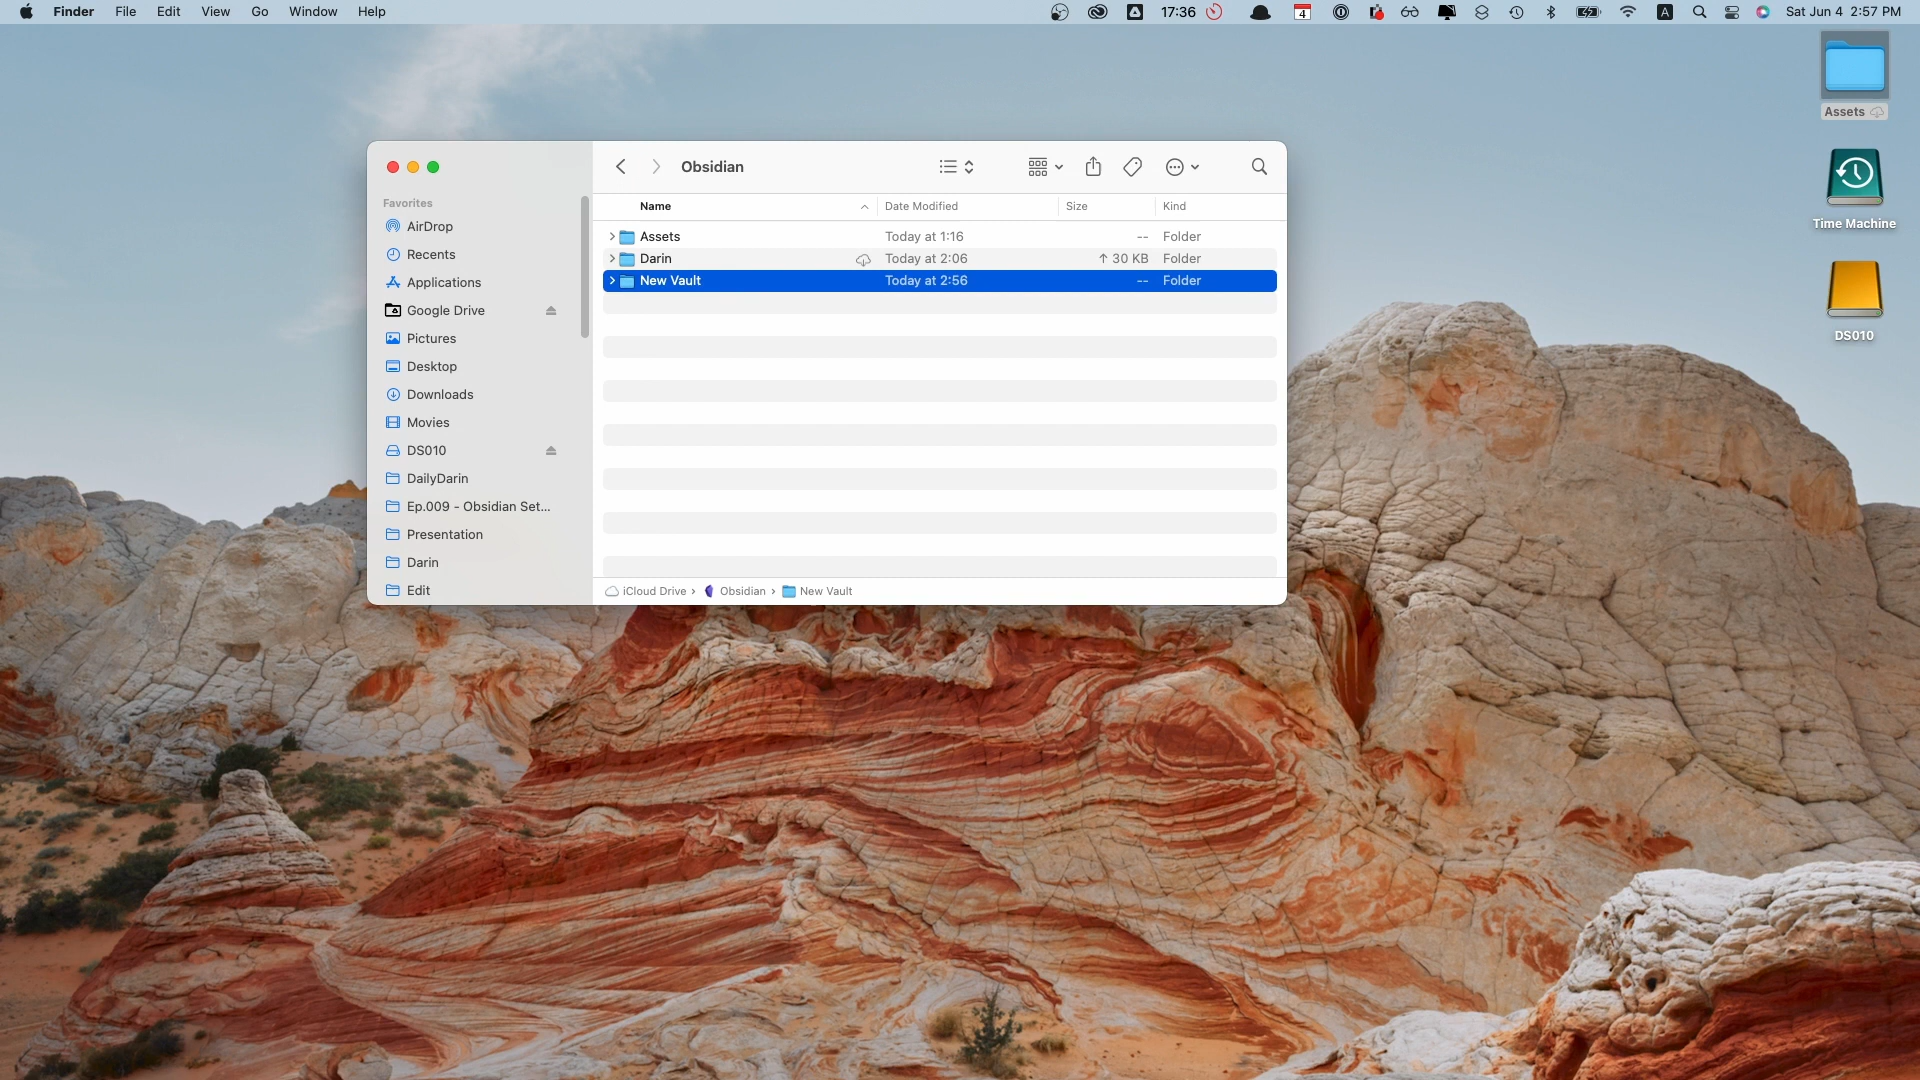 Finder File Edit View Go Window Help 17:36 4 A Sat Jun 4 2:57 PM
Assets
Time Machine
DS010
Obsidian
Favorites
AirDrop
Recents
Applications
Google Drive
Pictures
Desktop
Downloads
Movies
DS010
DailyDarin
Ep.009 - Obsidian Set...
Presentation
Darin
Edit
Name Date Modified Size Kind
Assets Today at 1:16 -- Folder
Darin Today at 2:06 ↑ 30 KB Folder
New Vault Today at 2:56 -- Folder
iCloud Drive › Obsidian › New Vault